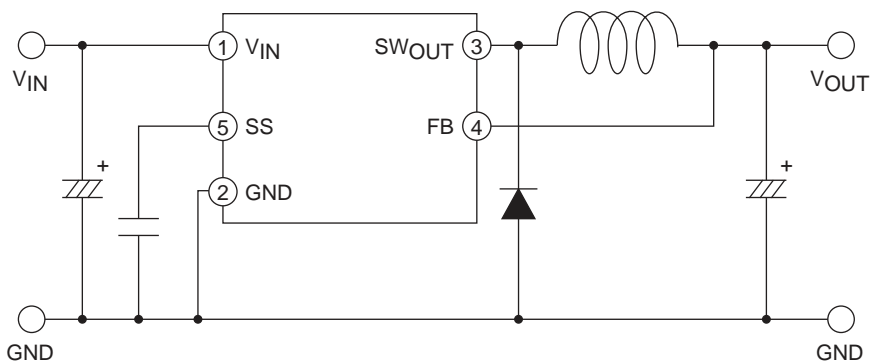 1 VIN SWOUT 3
VIN VOUT
5 SS FB 4
+ +
2 GND
GND GND